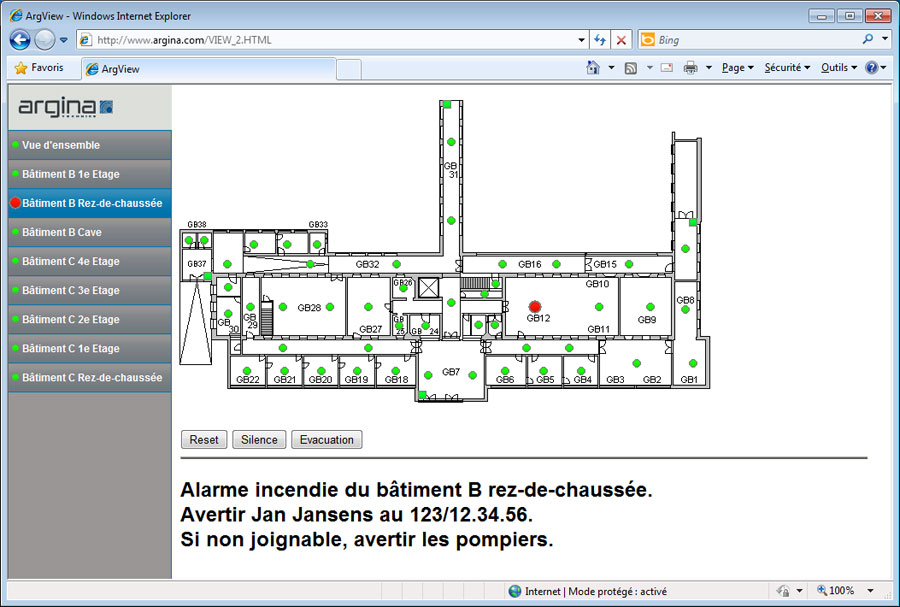 ArgView - Windows Internet Explorer
http://www.argina.com/VIEW_2.HTML
Bing
Favoris
ArgView
Page
Sécurité
Outils
argina
TECHNICS
Vue d'ensemble
Bâtiment B 1e Etage
Bâtiment B Rez-de-chaussée
Bâtiment B Cave
Bâtiment C 4e Etage
Bâtiment C 3e Etage
Bâtiment C 2e Etage
Bâtiment C 1e Etage
Bâtiment C Rez-de-chaussée
GB
31
GB38
GB33
GB37
GB32
GB16
GB15
GB26
GB10
GB8
GB28
GB12
GB9
GB
30
GB
29
GB27
GB
25
GB 24
GB11
GB22
GB21
GB20
GB19
GB18
GB7
GB6
GB5
GB4
GB3
GB2
GB1
Reset
Silence
Evacuation
Alarme incendie du bâtiment B rez-de-chaussée.
Avertir Jan Jansens au 123/12.34.56.
Si non joignable, avertir les pompiers.
Internet | Mode protégé : activé
100%